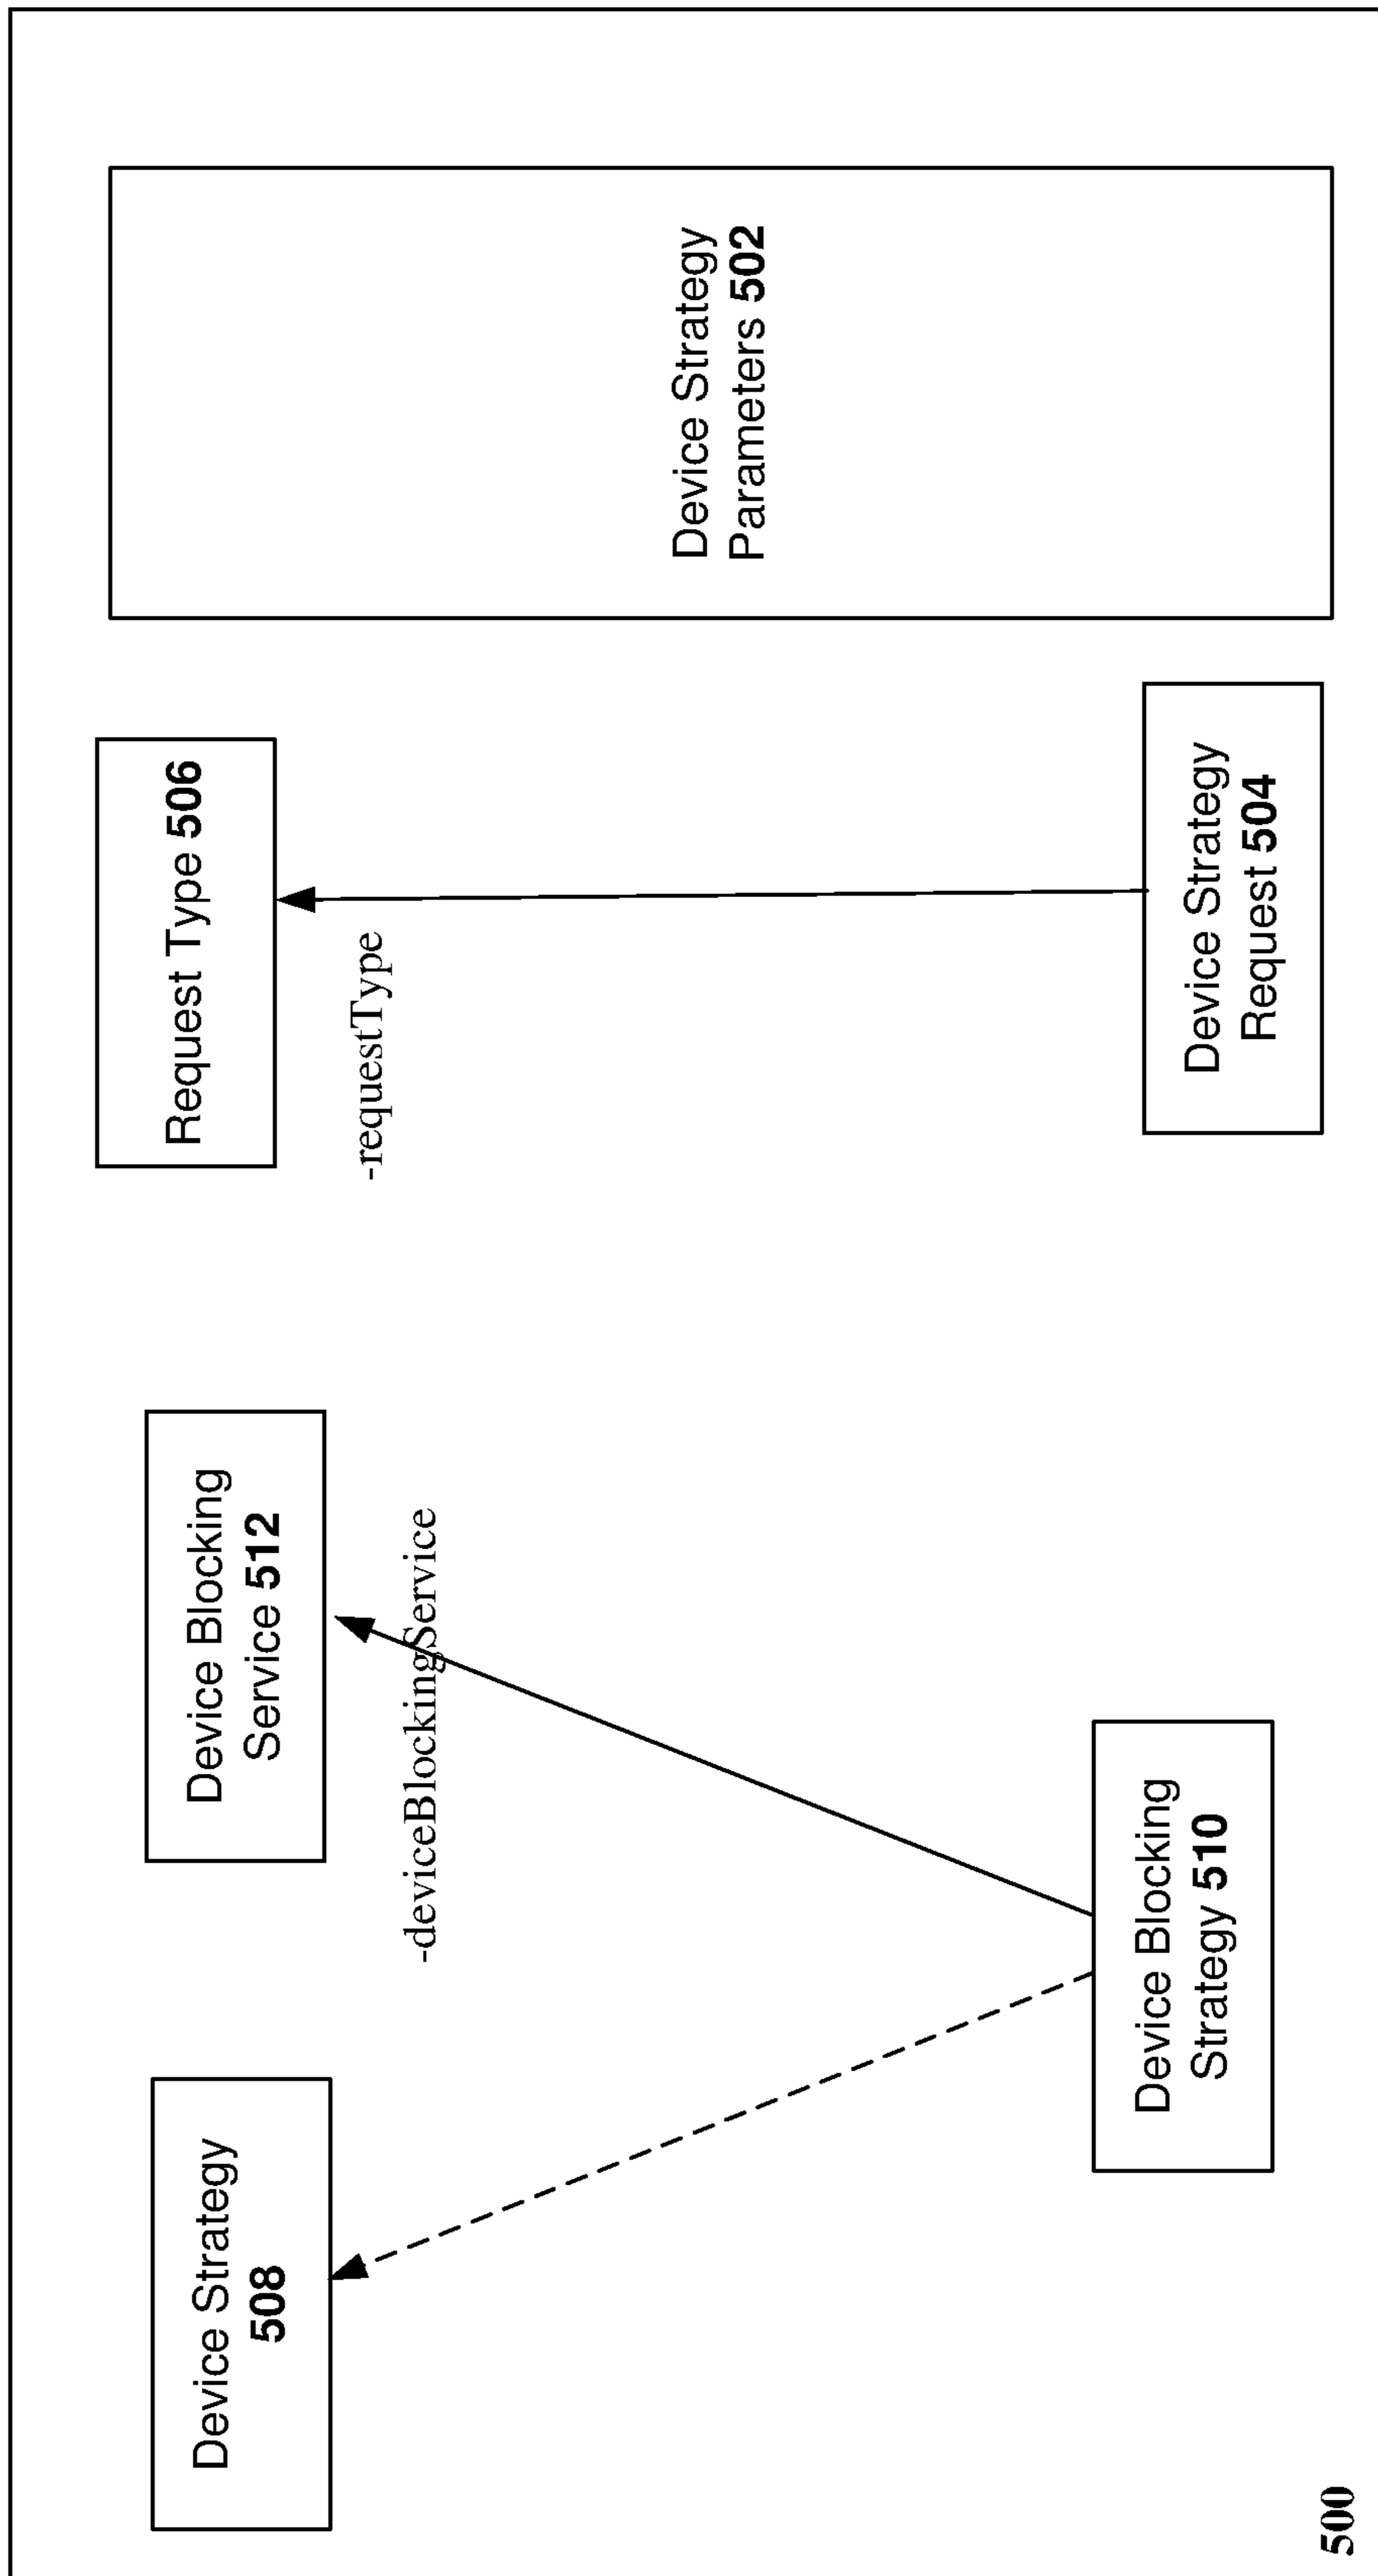 Device Strategy
508
Device Blocking
Service 512
Request Type 506
-deviceBlockingService
-requestType
Device Strategy
Parameters 502
Device Blocking
Strategy 510
Device Strategy
Request 504
500